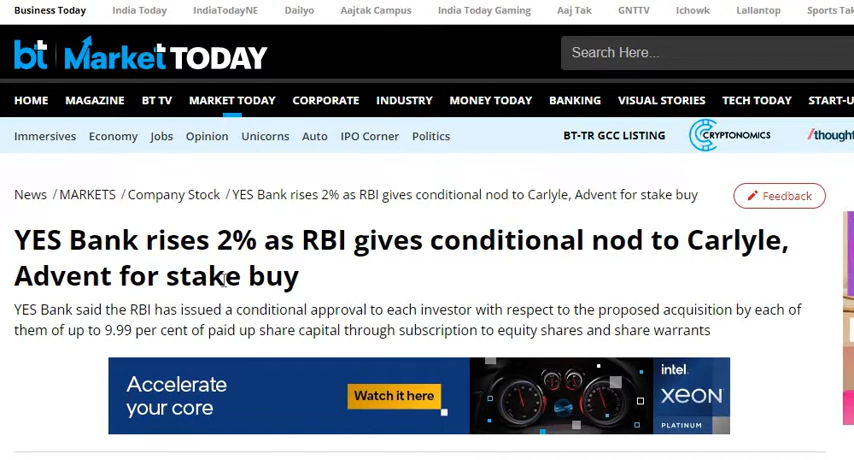 Business Today India Today IndiaTodayNE Dailyo Aajtak Campus India Today Gaming Aaj Tak GNTTV Ichowk Lallantop Sports
bt Market TODAY
Search Here...
HOME MAGAZINE BT TV MARKET TODAY CORPORATE INDUSTRY MONEY TODAY BANKING VISUAL STORIES TECH TODAY START-U
Immersives Economy Jobs Opinion Unicorns Auto IPO Corner Politics BT-TR GCC LISTING CRYPTONOMICS /though
News / MARKETS / Company Stock / YES Bank rises 2% as RBI gives conditional nod to Carlyle, Advent for stake buy
Feedback
YES Bank rises 2% as RBI gives conditional nod to Carlyle,
Advent for stake buy
YES Bank said the RBI has issued a conditional approval to each investor with respect to the proposed acquisition by each of
them of up to 9.99 per cent of paid up share capital through subscription to equity shares and share warrants
Accelerate
your core
Watch it here
intel
xeon
PLATINUM